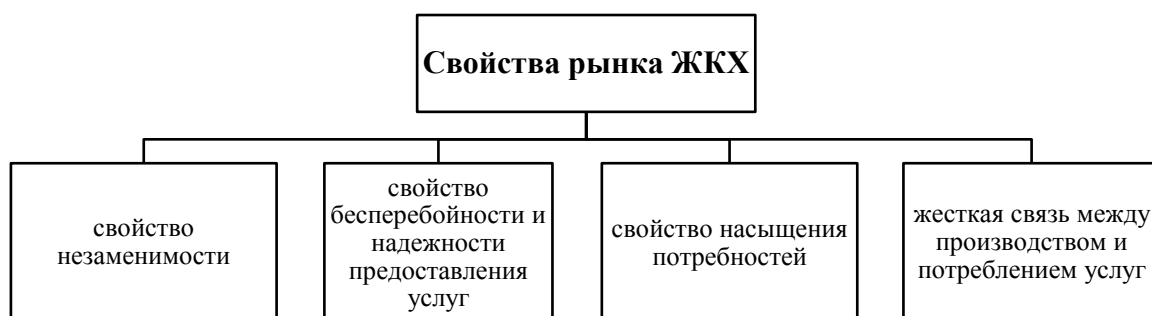 Свойства рынка ЖКХ
свойство
незаменимости
свойство
бесперебойности и
надежности
предоставления
услуг
свойство насыщения
потребностей
жесткая связь между
производством и
потреблением услуг